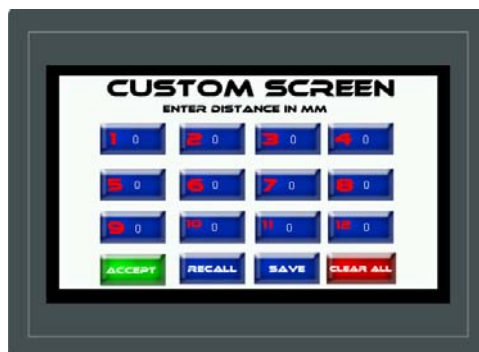 CUSTOM SCREEN
ENTER DISTANCE IN MM
1 0 2 0 3 0 4 0
5 0 6 0 7 0 8 0
9 0 10 0 11 0 12 0
ACCEPT RECALL SAVE CLEAR ALL